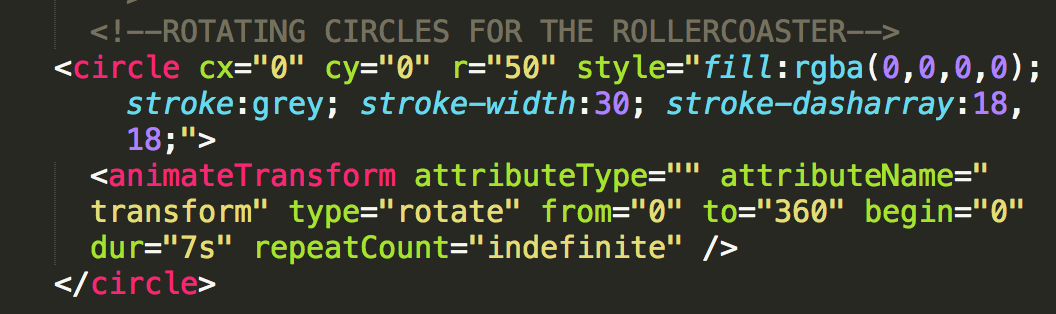 <!--ROTATING CIRCLES FOR THE ROLLERCOASTER-->
<circle cx="0" cy="0" r="50" style="fill:rgba(0,0,0,0);
stroke:grey; stroke-width:30; stroke-dasharray:18,
18;">
<animateTransform attributeType="" attributeName="
transform" type="rotate" from="0" to="360" begin="0"
dur="7s" repeatCount="indefinite" />
</circle>